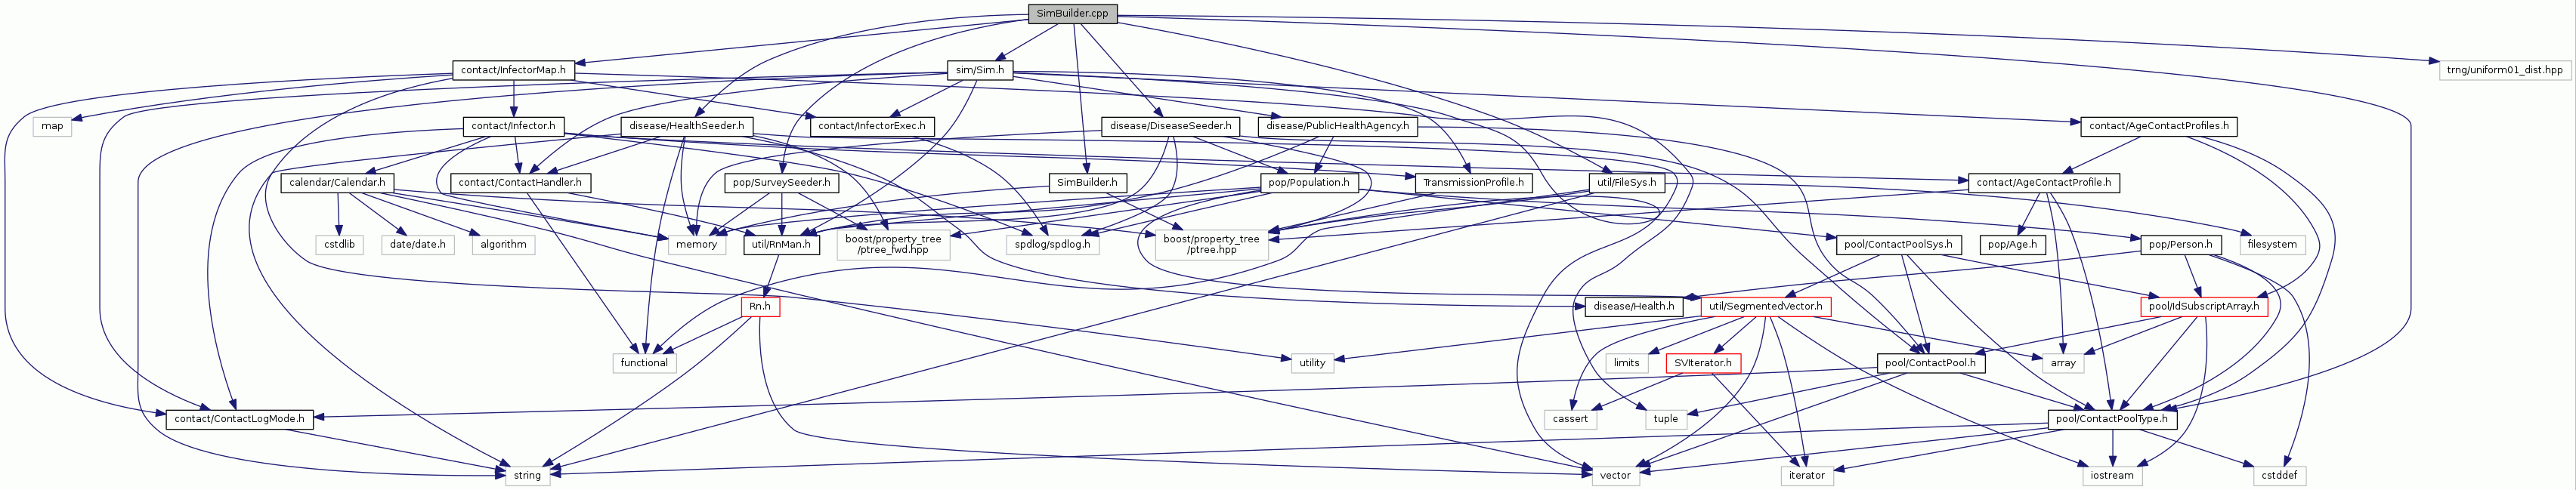 SimBuilder.cpp
contact/InfectorMap.h
sim/Sim.h
trng/uniform01_dist.hpp
map
contact/Infector.h
disease/HealthSeeder.h
contact/InfectorExec.h
disease/DiseaseSeeder.h
disease/PublicHealthAgency.h
contact/AgeContactProfiles.h
calendar/Calendar.h
contact/ContactHandler.h
pop/SurveySeeder.h
SimBuilder.h
pop/Population.h
TransmissionProfile.h
util/FileSys.h
contact/AgeContactProfile.h
cstdlib
date/date.h
algorithm
memory
util/RnMan.h
boost/property_tree
/ptree_fwd.hpp
spdlog/spdlog.h
boost/property_tree
/ptree.hpp
pool/ContactPoolSys.h
pop/Age.h
pop/Person.h
filesystem
Rn.h
disease/Health.h
util/SegmentedVector.h
pool/IdSubscriptArray.h
functional
utility
limits
SVIterator.h
pool/ContactPool.h
array
contact/ContactLogMode.h
cassert
tuple
pool/ContactPoolType.h
string
vector
iterator
iostream
cstddef